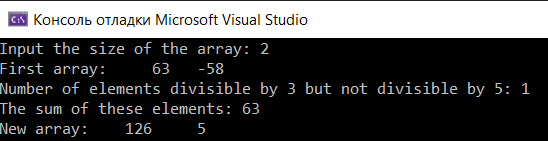 C:\ Консоль отладки Microsoft Visual Studio
Input the size of the array: 2
First array:     63   -58
Number of elements divisible by 3 but not divisible by 5: 1
The sum of these elements: 63
New array:    126     5